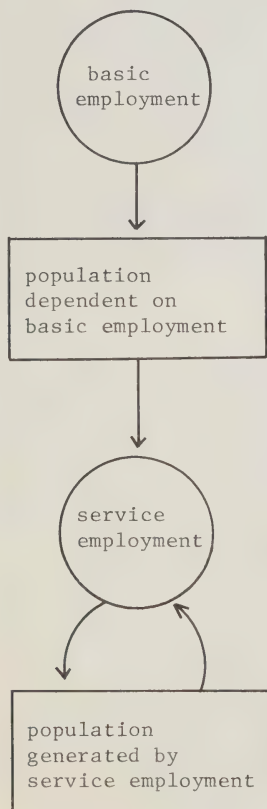 basic
employment
population
dependent on
basic employment
service
employment
population
generated by
service employment